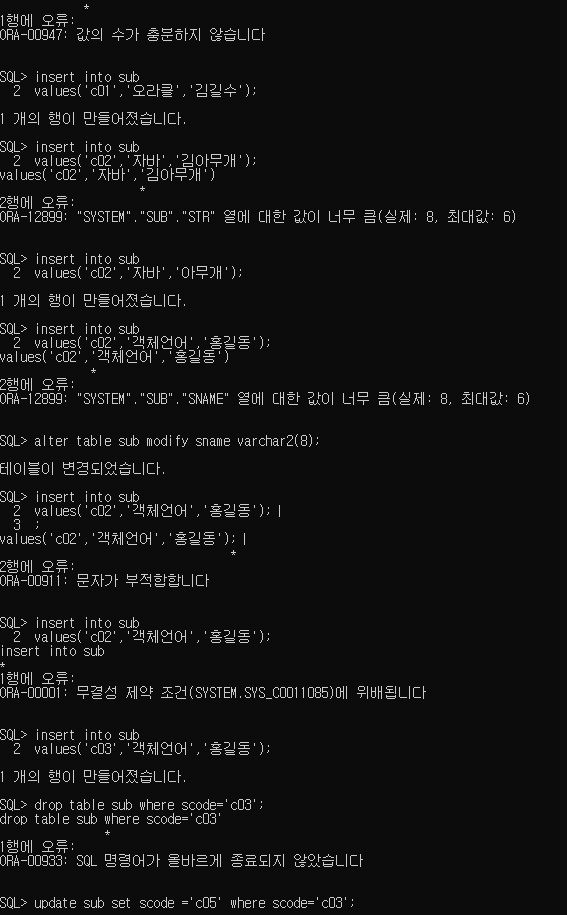 *
1행에 오류:
ORA-00947: 값의 수가 충분하지 않습니다
SQL> insert into sub
2 values('c01','오라클','김길수');
1 개의 행이 만들어졌습니다.
SQL> insert into sub
2 values('c02','자바','김아무개');
values('c02','자바','김아무개')
*
2행에 오류:
ORA-12899: "SYSTEM"."SUB"."STR" 열에 대한 값이 너무 큼(실제: 8, 최대값: 6)
SQL> insert into sub
2 values('c02','자바','아무개');
1 개의 행이 만들어졌습니다.
SQL> insert into sub
2 values('c02','객체언어','홍길동');
values('c02','객체언어','홍길동')
*
2행에 오류:
ORA-12899: "SYSTEM"."SUB"."SNAME" 열에 대한 값이 너무 큼(실제: 8, 최대값: 6)
SQL> alter table sub modify sname varchar2(8);
테이블이 변경되었습니다.
SQL> insert into sub
2 values('c02','객체언어','홍길동');ㅣ
3 ;
values('c02','객체언어','홍길동');ㅣ
*
2행에 오류:
ORA-00911: 문자가 부적합합니다
SQL> insert into sub
2 values('c02','객체언어','홍길동');
insert into sub
*
1행에 오류:
ORA-00001: 무결성 제약 조건(SYSTEM.SYS_C0011085)에 위배됩니다
SQL> insert into sub
2 values('c03','객체언어','홍길동');
1 개의 행이 만들어졌습니다.
SQL> drop table sub where scode='c03';
drop table sub where scode='c03'
*
1행에 오류:
ORA-00933: SQL 명령어가 올바르게 종료되지 않았습니다
SQL> update sub set scode ='c05' where scode='c03';